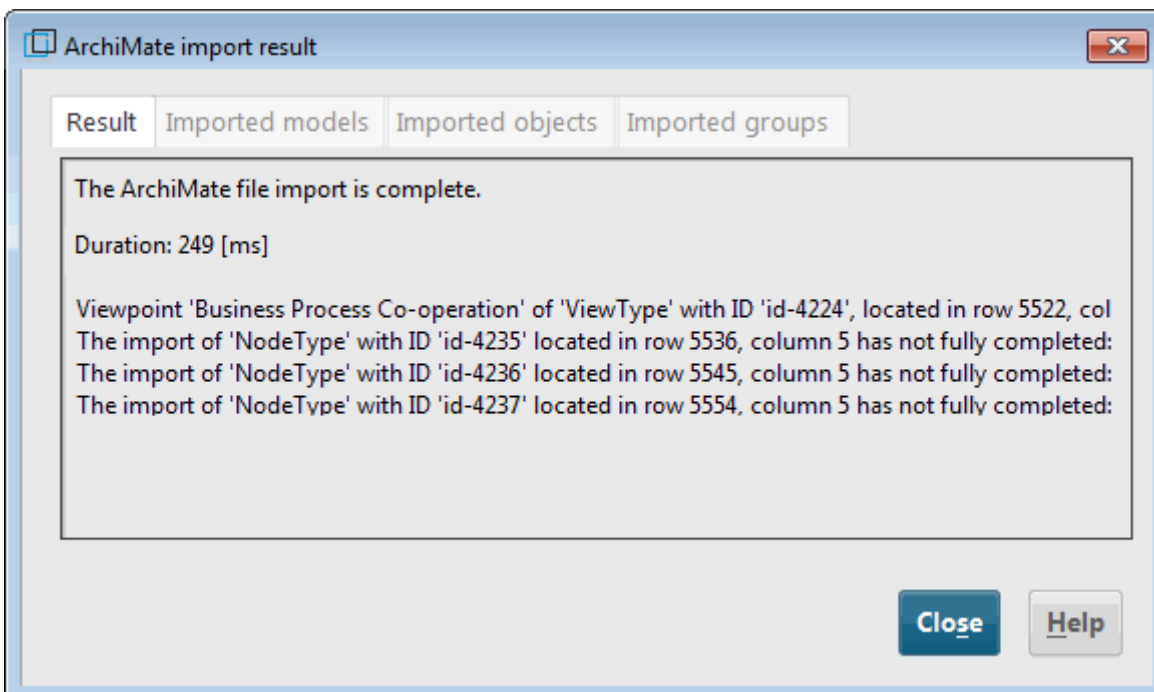 ArchiMate import result
Result Imported models Imported objects Imported groups
The ArchiMate file import is complete.
Duration: 249 [ms]
Viewpoint 'Business Process Co-operation' of 'ViewType' with ID 'id-4224', located in row 5522, col
The import of 'NodeType' with ID 'id-4235' located in row 5536, column 5 has not fully completed:
The import of 'NodeType' with ID 'id-4236' located in row 5545, column 5 has not fully completed:
The import of 'NodeType' with ID 'id-4237' located in row 5554, column 5 has not fully completed:
Close Help